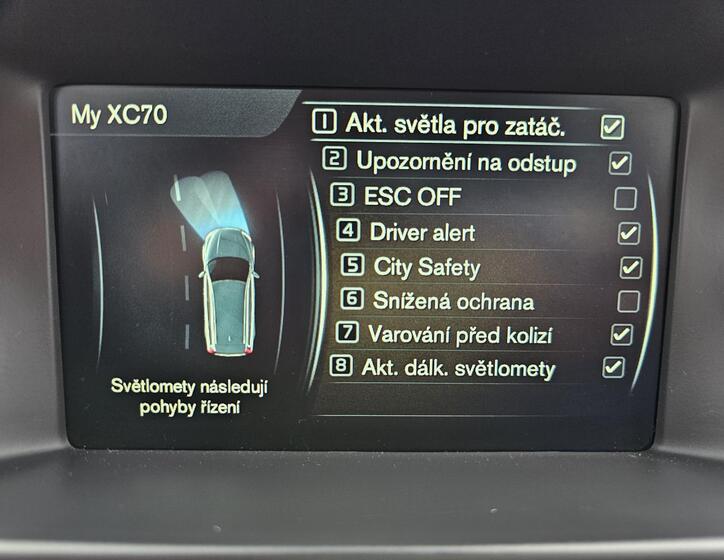 My XC70
1 Akt. světla pro zatáč.
2 Upozornění na odstup
3 ESC OFF
4 Driver alert
5 City Safety
6 Snížená ochrana
7 Varování před kolizí
8 Akt. dálk. světlomety
Světlomety následují
pohyby řízení